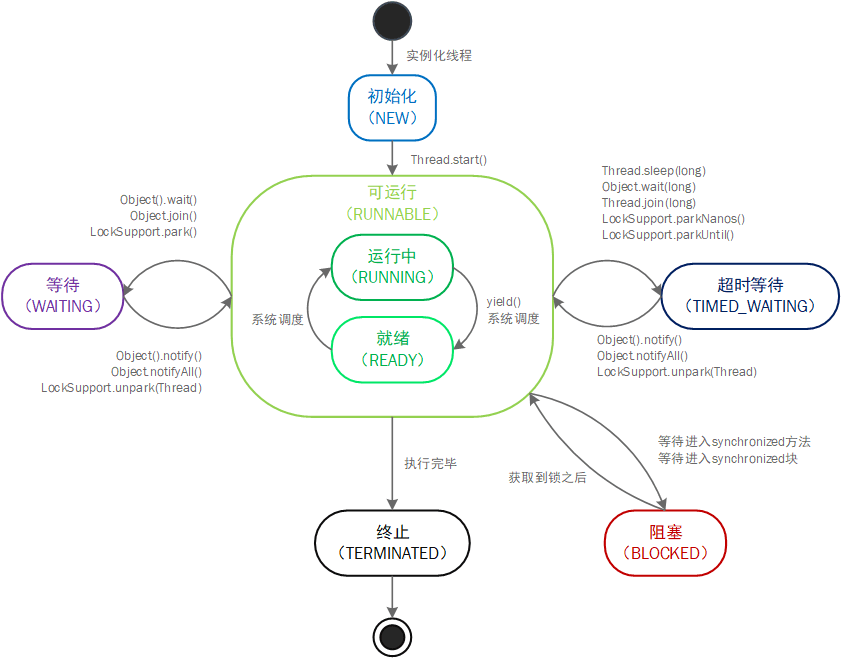 实例化线程
初始化
（NEW）
Thread.start()
可运行
（RUNNABLE）
Object().wait()
Object.join()
LockSupport.park()
Thread.sleep(long)
Object.wait(long)
Thread.join(long)
LockSupport.parkNanos()
LockSupport.parkUntil()
运行中
（RUNNING）
等待
（WAITING）
超时等待
（TIMED_WAITING）
系统调度
yield()
系统调度
就绪
（READY）
Object().notify()
Object.notifyAll()
LockSupport.unpark(Thread)
Object().notify()
Object.notifyAll()
LockSupport.unpark(Thread)
执行完毕
等待进入synchronized方法
等待进入synchronized块
获取到锁之后
终止
（TERMINATED）
阻塞
（BLOCKED）